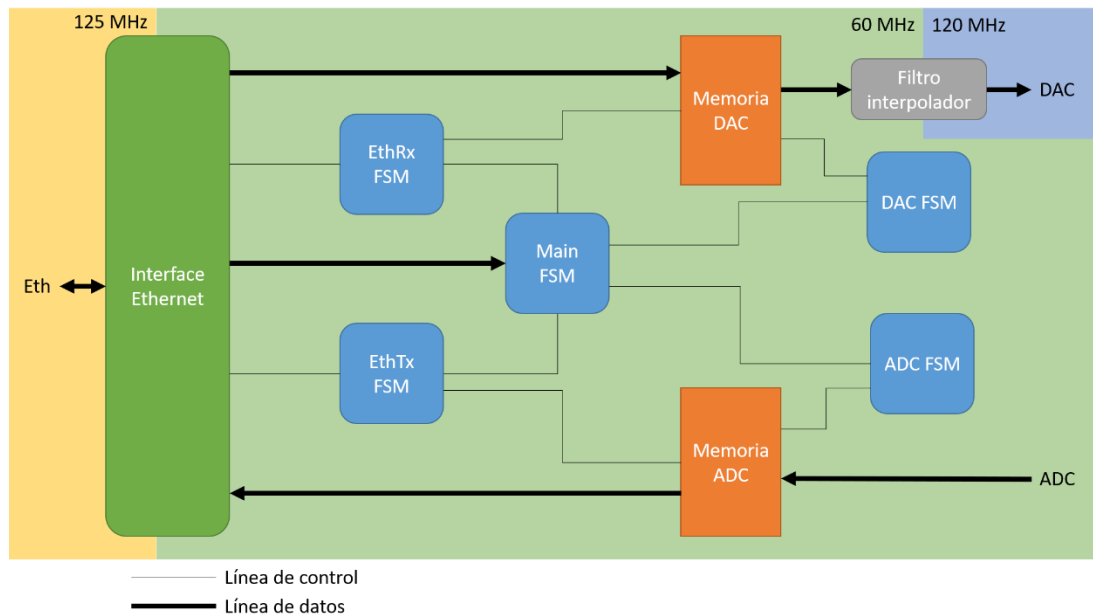 125 MHz
60 MHz
120 MHz
Filtro
interpolador
DAC
Memoria
DAC
EthRx
FSM
DAC FSM
Main
FSM
Interface
Ethernet
Eth
EthTx
FSM
ADC FSM
Memoria
ADC
ADC
Línea de control
Línea de datos